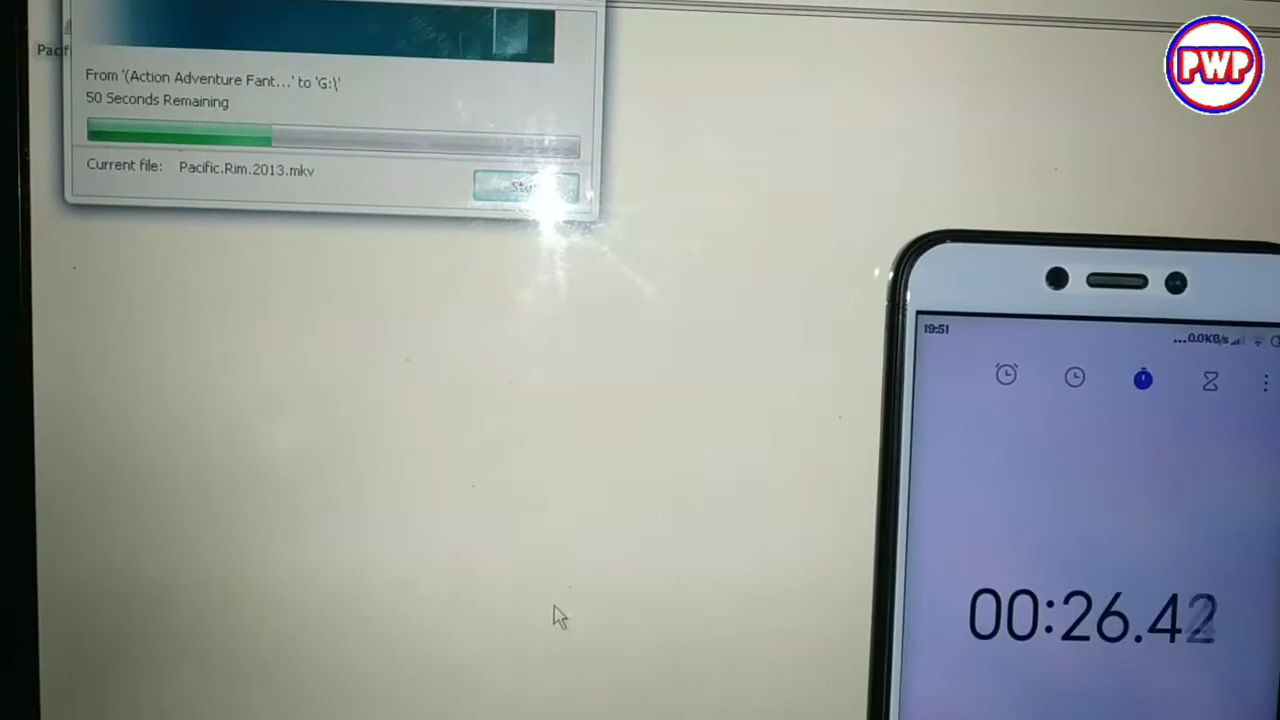 PWP
Pacif
From '(Action Adventure Fant...' to 'G:\'
50 Seconds Remaining
Current file: Pacific.Rim.2013.mkv
19:51
...0.0KB/s
00:26.42